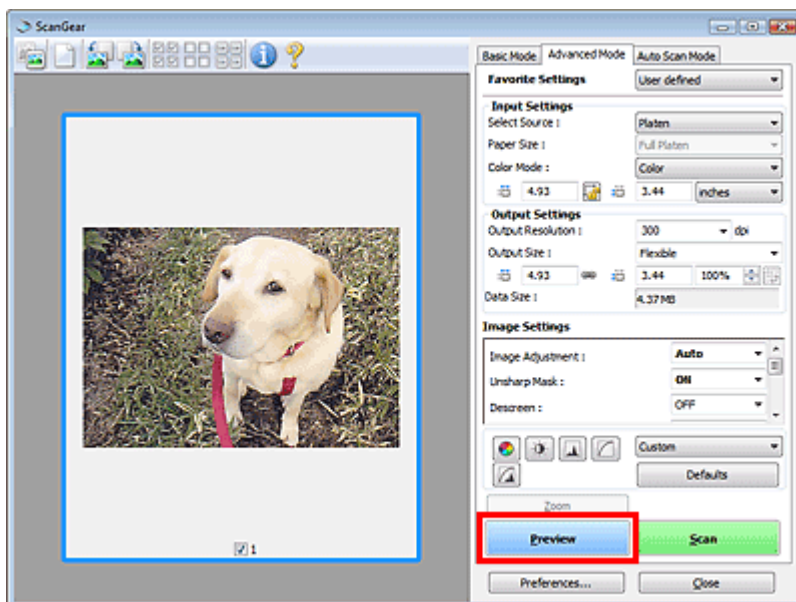 ScanGear
Basic Mode Advanced Mode Auto Scan Mode
Favorite Settings User defined
Input Settings
Select Source : Platen
Paper Size : Full Platen
Color Mode : Color
4.93 3.44 inches
Output Settings
Output Resolution : 300 dpi
Output Size : Flexible
4.93 3.44 100%
Data Size : 4.37 MB
Image Settings
Image Adjustment : Auto
Unsharp Mask : ON
Descreen : OFF
Custom
Defaults
Zoom
Preview Scan
1
Preferences... Close